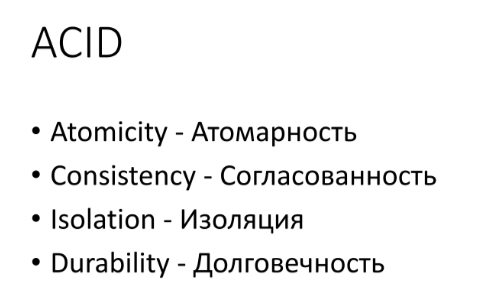 ACID
• Atomicity - Атомарность
• Consistency - Согласованность
• Isolation - Изоляция
• Durability - Долговечность